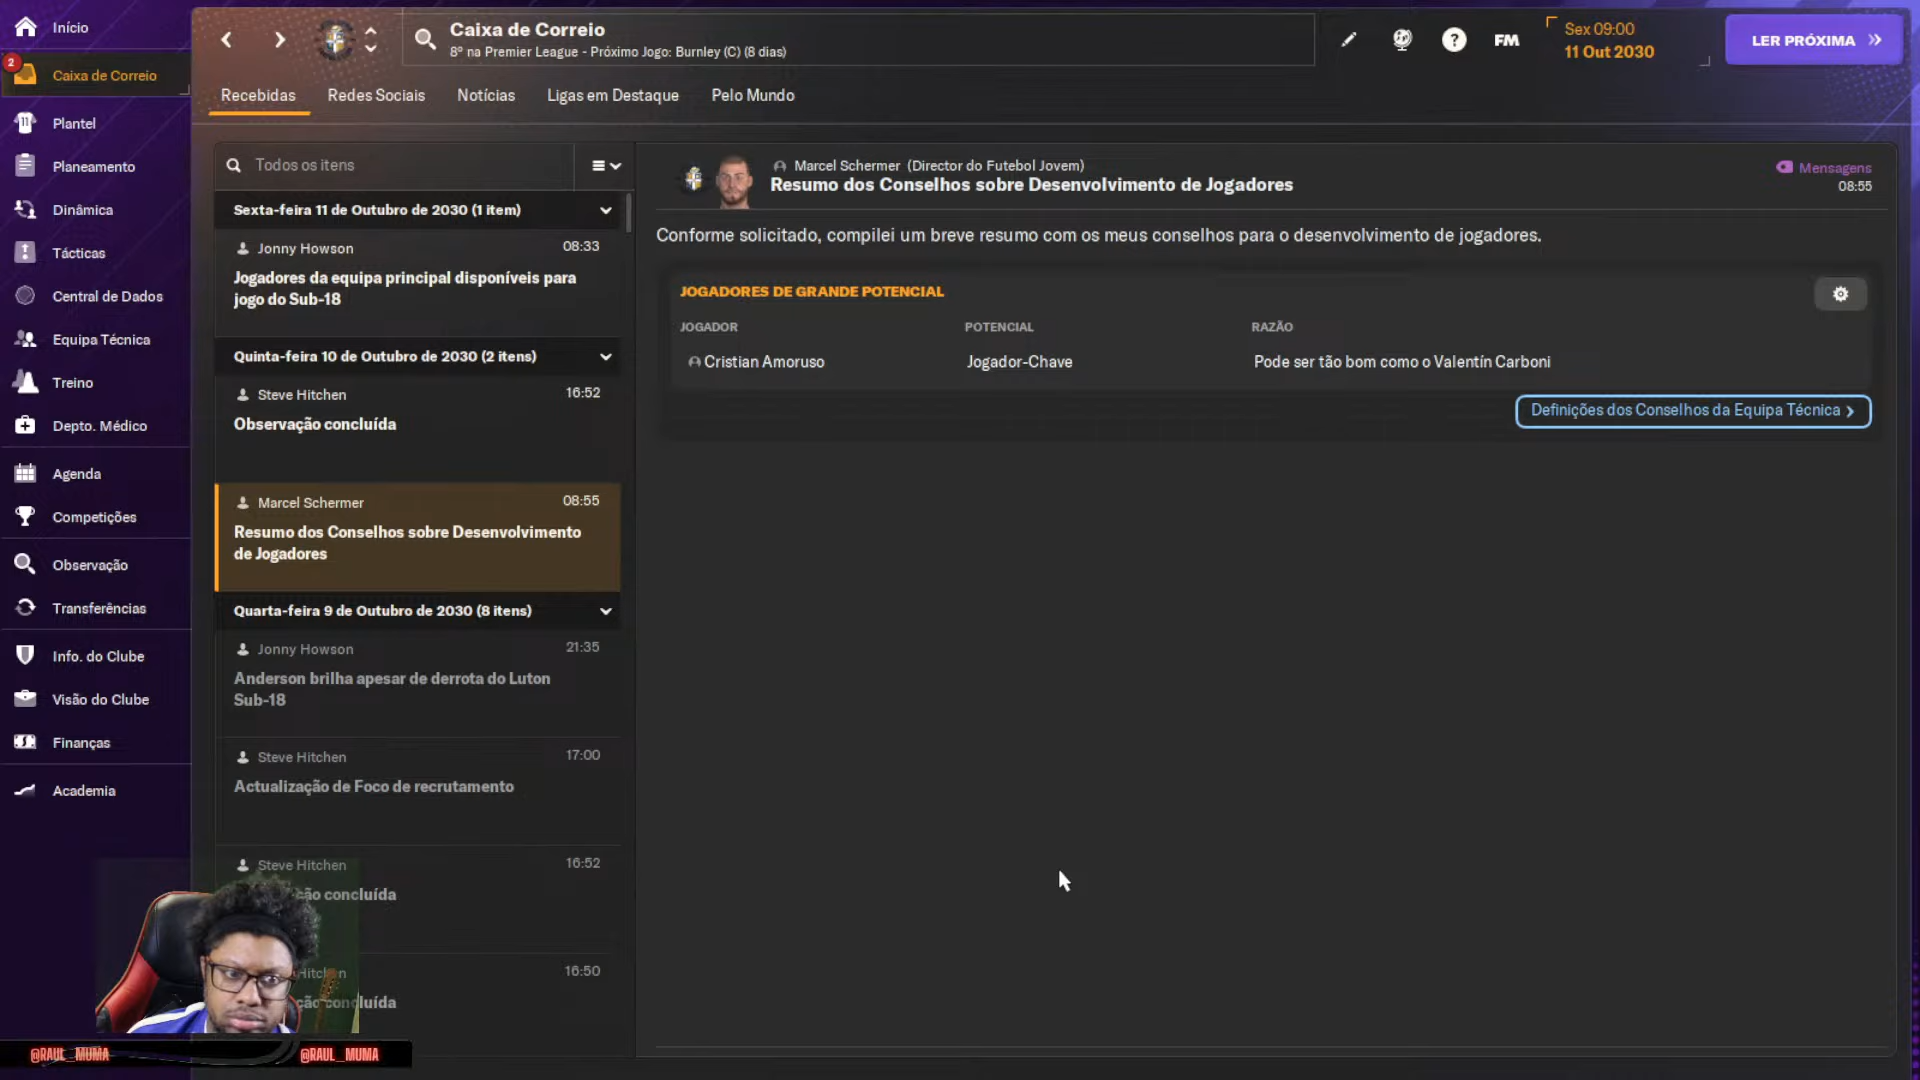 Início
2
Caixa de Correio
Plantel
Planeamento
Dinâmica
Tácticas
Central de Dados
Equipa Técnica
Treino
Depto. Médico
Agenda
Competições
Observação
Transferências
Info. do Clube
Visão do Clube
Finanças
Academia
Caixa de Correio
8º na Premier League - Próximo Jogo: Burnley (C) (8 dias)
?
FM
Sex 09:00
11 Out 2030
LER PRÓXIMA
Recebidas
Redes Sociais
Notícias
Ligas em Destaque
Pelo Mundo
Todos os itens
Sexta-feira 11 de Outubro de 2030 (1 item)
Jonny Howson
08:33
Jogadores da equipa principal disponíveis para
jogo do Sub-18
Quinta-feira 10 de Outubro de 2030 (2 itens)
Steve Hitchen
16:52
Observação concluída
Marcel Schermer
08:55
Resumo dos Conselhos sobre Desenvolvimento
de Jogadores
Quarta-feira 9 de Outubro de 2030 (8 itens)
Jonny Howson
21:35
Anderson brilha apesar de derrota do Luton
Sub-18
Steve Hitchen
17:00
Actualização de Foco de recrutamento
Steve Hitchen
16:52
ção concluída
Hitchen
16:50
ção concluída
Marcel Schermer (Director do Futebol Jovem)
Resumo dos Conselhos sobre Desenvolvimento de Jogadores
Mensagens
08:55
Conforme solicitado, compilei um breve resumo com os meus conselhos para o desenvolvimento de jogadores.
JOGADORES DE GRANDE POTENCIAL
JOGADOR
POTENCIAL
RAZÃO
Cristian Amoruso
Jogador-Chave
Pode ser tão bom como o Valentín Carboni
Definições dos Conselhos da Equipa Técnica
@RAUL_MUMA
@RAUL_MUMA